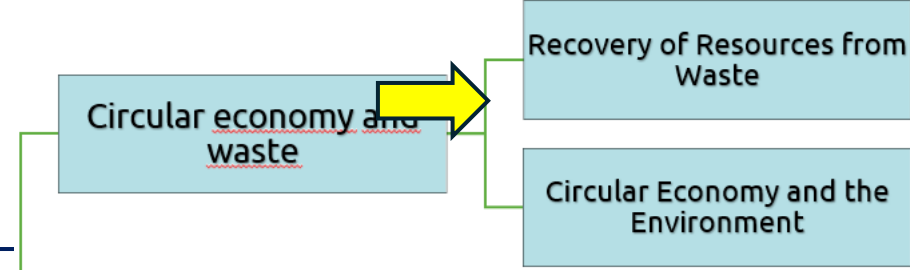 Circular economy and
waste
Recovery of Resources from
Waste
Circular Economy and the
Environment